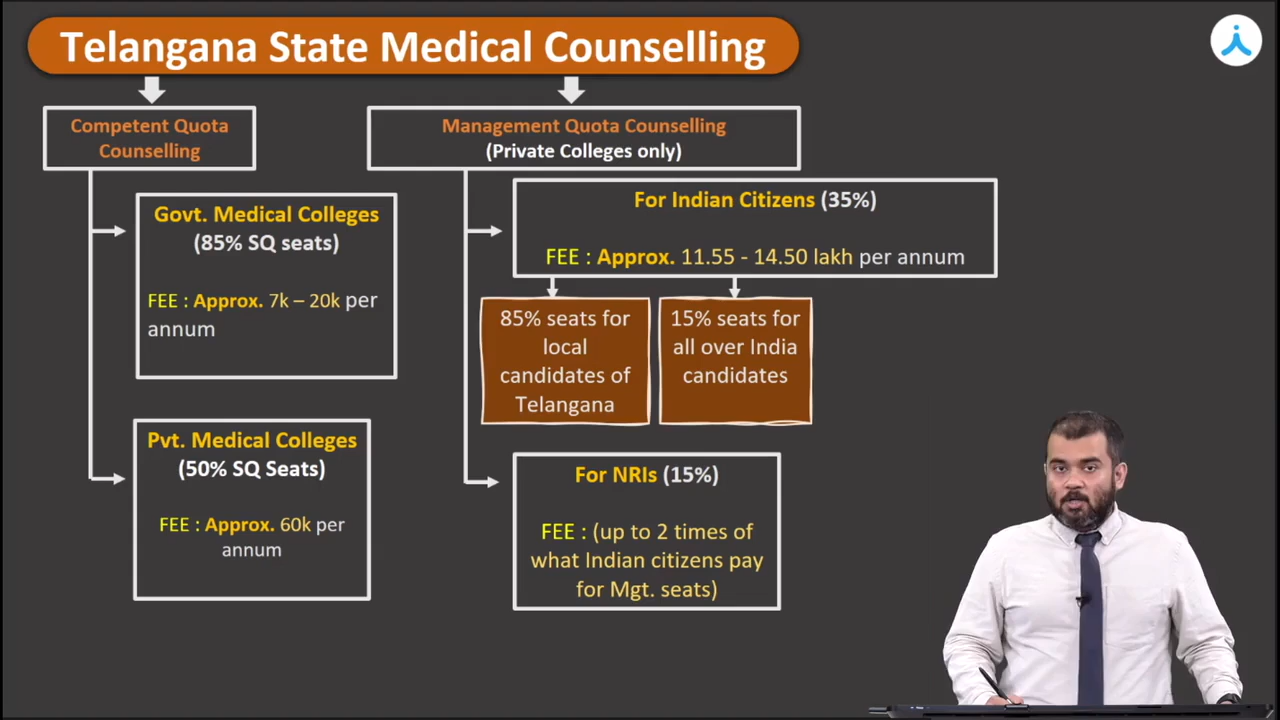 Telangana State Medical Counselling
Competent Quota
Counselling
Management Quota Counselling
(Private Colleges only)
Govt. Medical Colleges
(85% SQ seats)
FEE : Approx. 7k – 20k per
annum
Pvt. Medical Colleges
(50% SQ Seats)
FEE : Approx. 60k per
annum
For Indian Citizens (35%)
FEE : Approx. 11.55 - 14.50 lakh per annum
85% seats for
local
candidates of
Telangana
15% seats for
all over India
candidates
For NRIs (15%)
FEE : (up to 2 times of
what Indian citizens pay
for Mgt. seats)